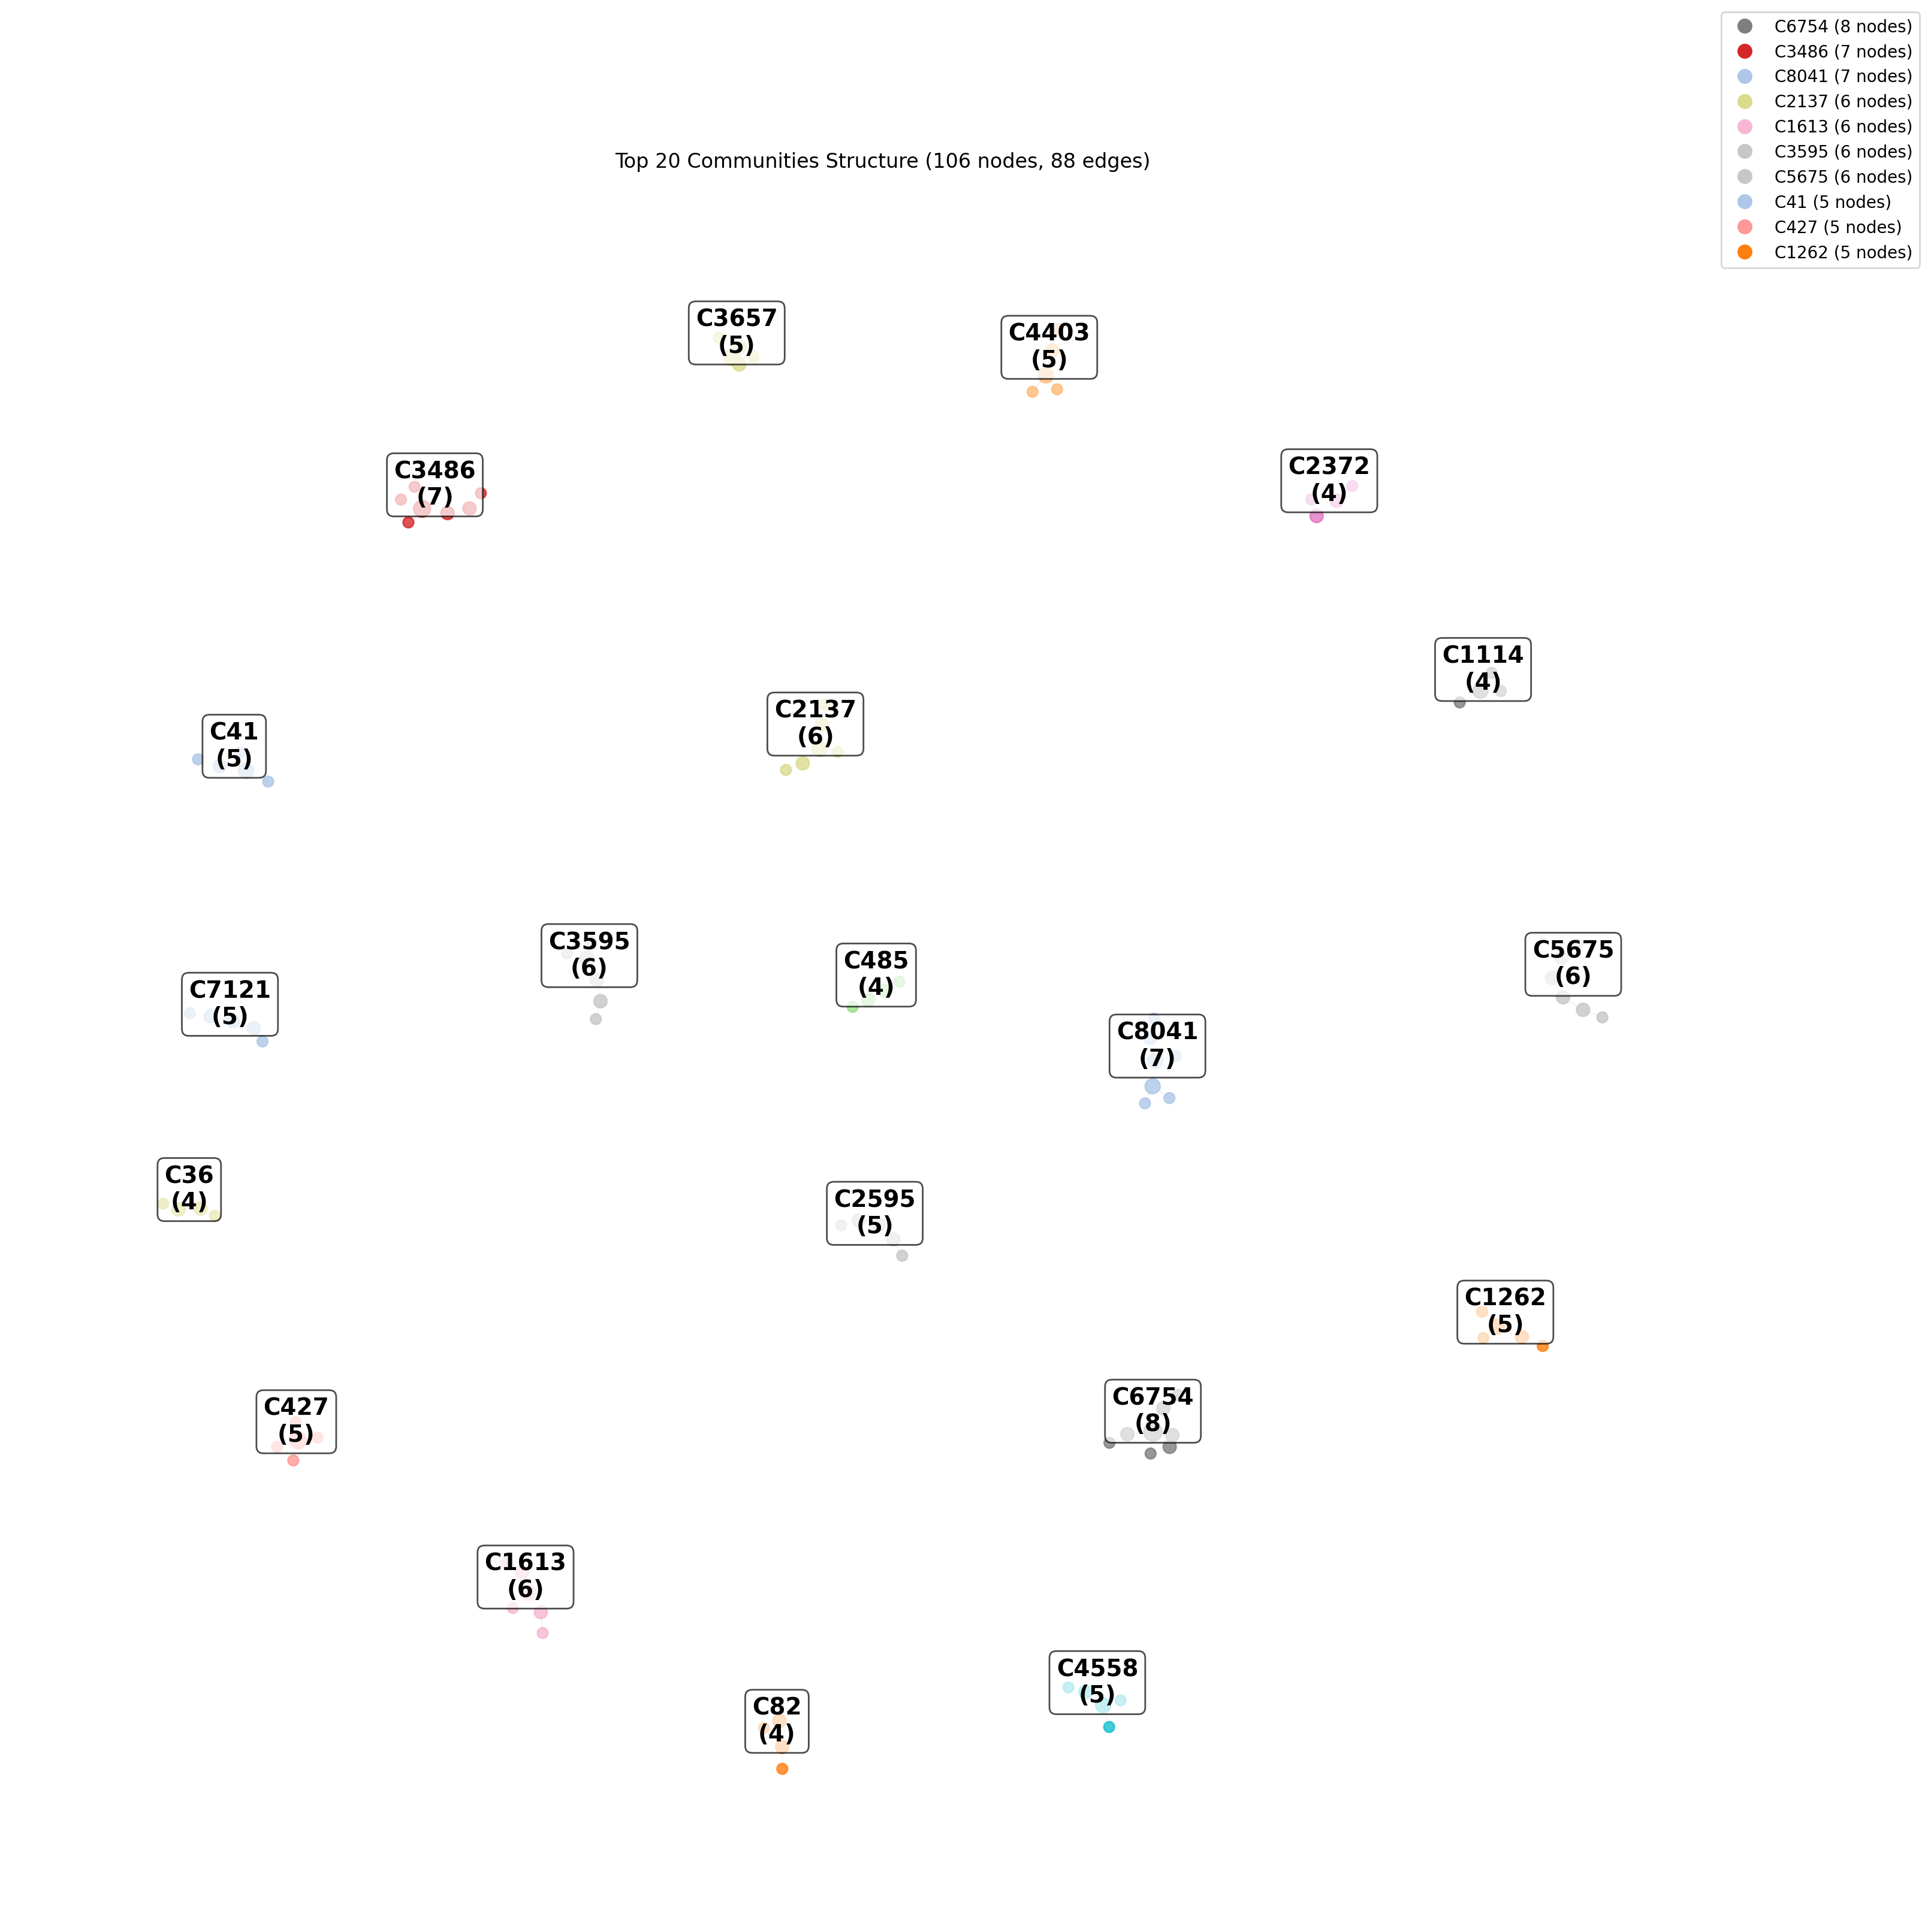 C6754 (8 nodes)
C3486 (7 nodes)
C8041 (7 nodes)
C2137 (6 nodes)
C1613 (6 nodes)
C3595 (6 nodes)
C5675 (6 nodes)
C41 (5 nodes)
C427 (5 nodes)
C1262 (5 nodes)
Top 20 Communities Structure (106 nodes, 88 edges)
C3657
(5)
C4403
(5)
C3486
(7)
C2372
(4)
C1114
(4)
C2137
(6)
C41
(5)
C3595
(6)
C485
(4)
C5675
(6)
C7121
(5)
C8041
(7)
C36
(4)
C2595
(5)
C1262
(5)
C6754
(8)
C427
(5)
C1613
(6)
C4558
(5)
C82
(4)